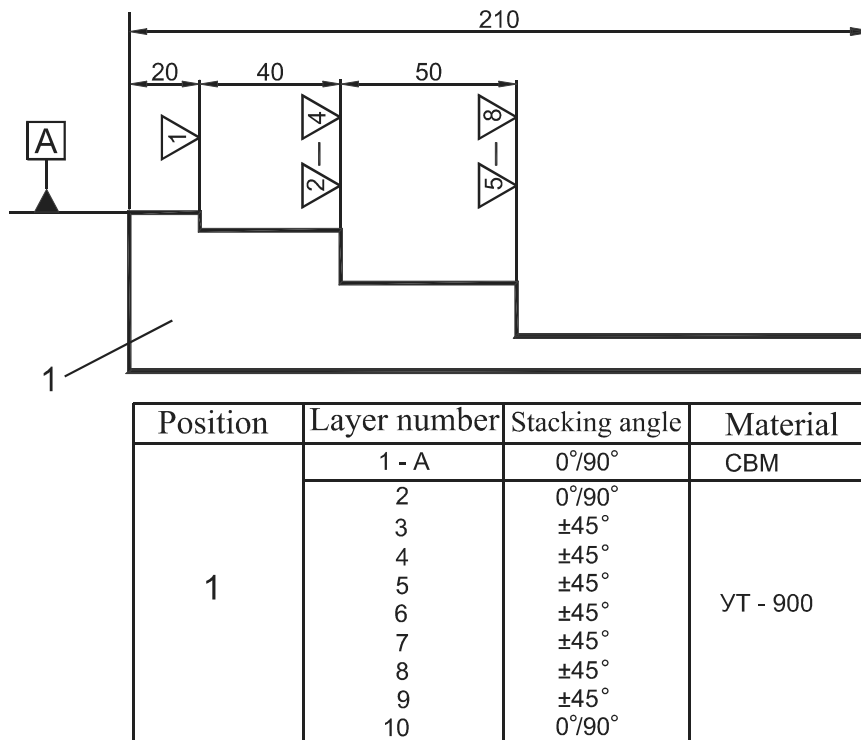 210
20 40 50
1 4 8
A
2 — 5 —
1
Position Layer number Stacking angle Material
1 - A 0°/90° СВМ
2 0°/90°
3 ±45°
4 ±45°
5 ±45°
1 6 ±45° УТ - 900
7 ±45°
8 ±45°
9 ±45°
10 0°/90°